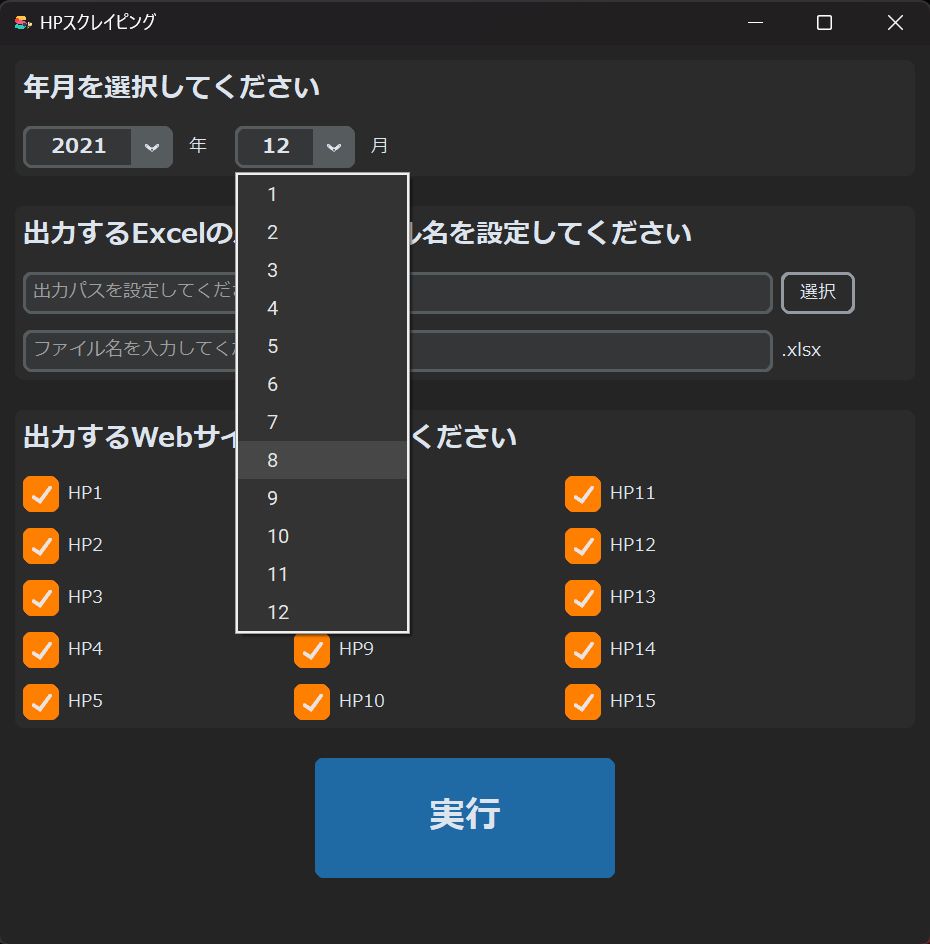 HPスクレイピング
年月を選択してください
2021 年 12 月
1
2
3
4
5
6
7
8
9
10
11
12
出力するExcelの ル名を設定してください
出力パスを設定してくだ
選択
ファイル名を入力してく
.xlsx
出力するWebサイ ください
HP1
HP11
HP2
HP12
HP3
HP13
HP4
HP9
HP14
HP5
HP10
HP15
実行